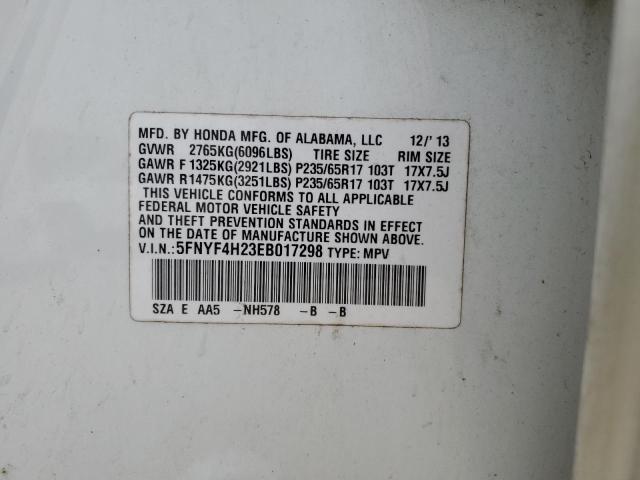 MFD. BY HONDA MFG. OF ALABAMA, LLC 12/'13
GVWR 2765KG(6096LBS) TIRE SIZE RIM SIZE
GAWR F 1325KG(2921LBS) P235/65R17 103T 17X7.5J
GAWR R1475KG(3251LBS) P235/65R17 103T 17X7.5J
THIS VEHICLE CONFORMS TO ALL APPLICABLE
FEDERAL MOTOR VEHICLE SAFETY
AND THEFT PREVENTION STANDARDS IN EFFECT
ON THE DATE OF MANUFACTURE SHOWN ABOVE.
V.I.N.:5FNYF4H23EB017298 TYPE: MPV
SZA E AA5 -NH578 -B -B